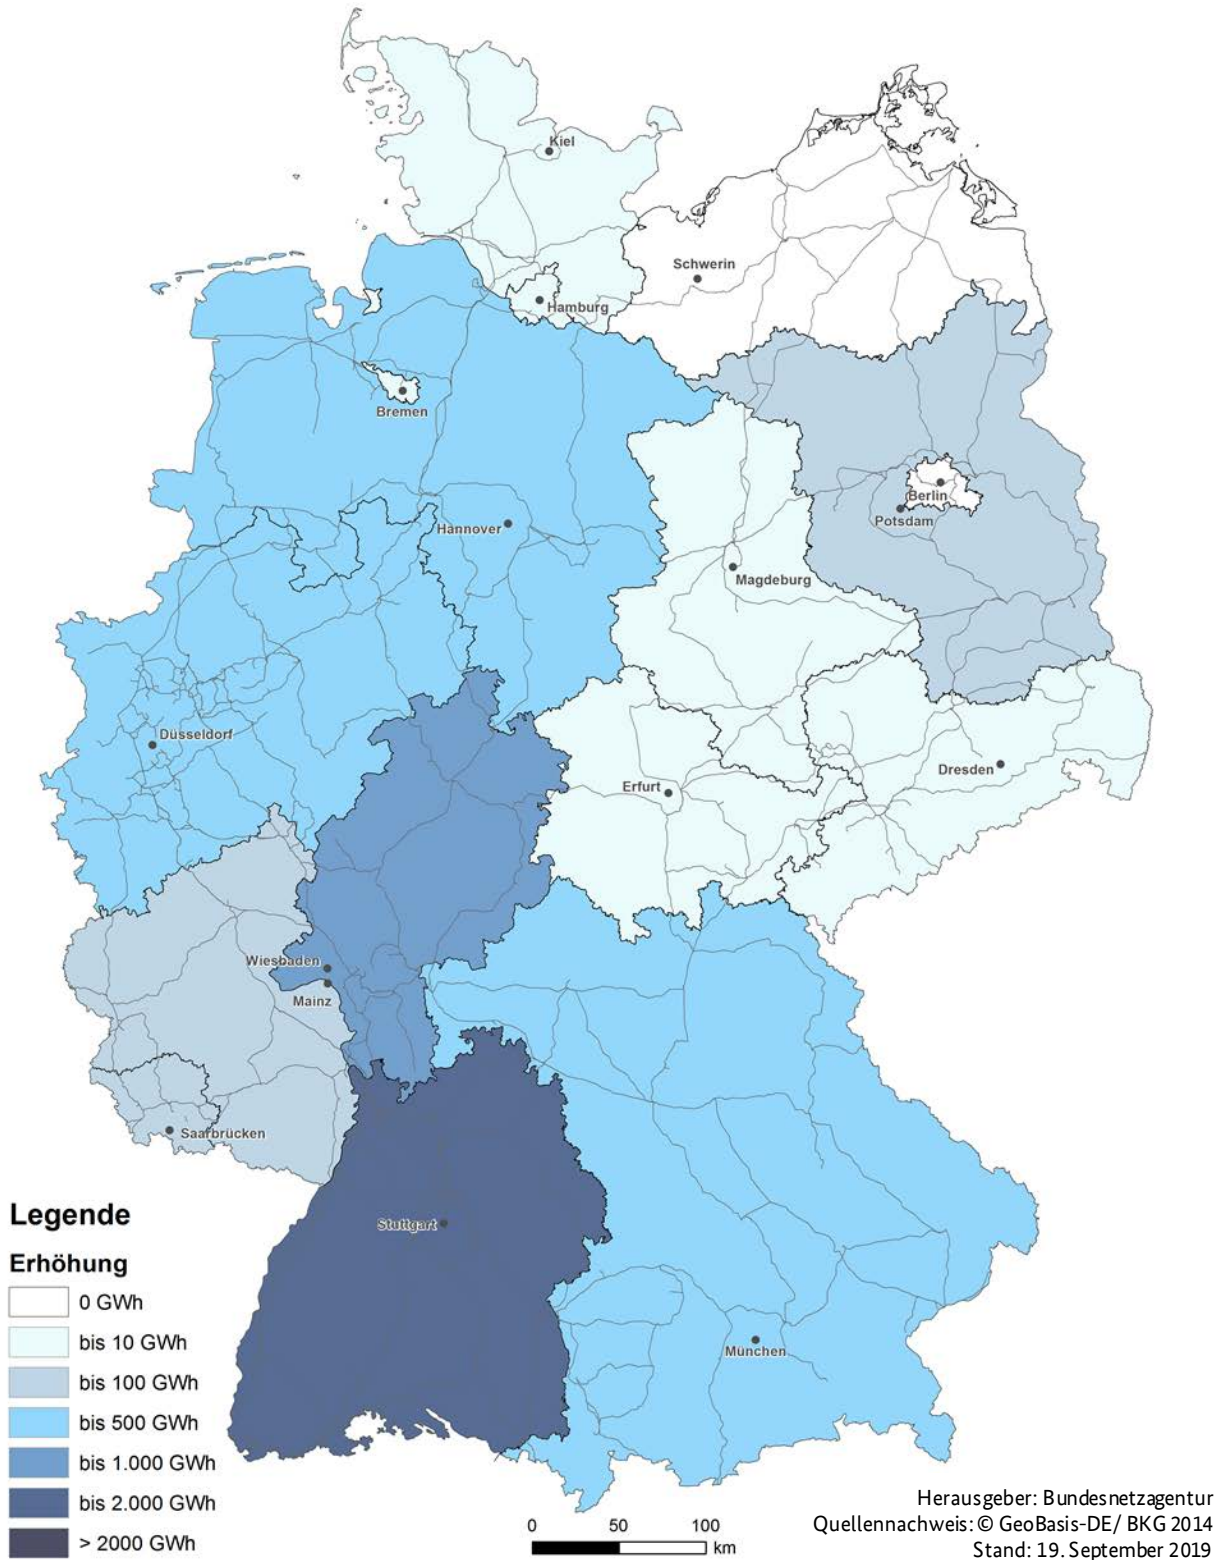 Kiel
Schwerin
Hamburg
Bremen
Berlin
Potsdam
Hannover
Magdeburg
Düsseldorf
Dresden
Erfurt
Wiesbaden
Mainz
Saarbrücken
Stuttgart
München
Legende
Erhöhung
0 GWh
bis 10 GWh
bis 100 GWh
bis 500 GWh
bis 1.000 GWh
bis 2.000 GWh
> 2000 GWh
0 50 100
km
Herausgeber: Bundesnetzagentur
Quellennachweis: © GeoBasis-DE/ BKG 2014
Stand: 19. September 2019